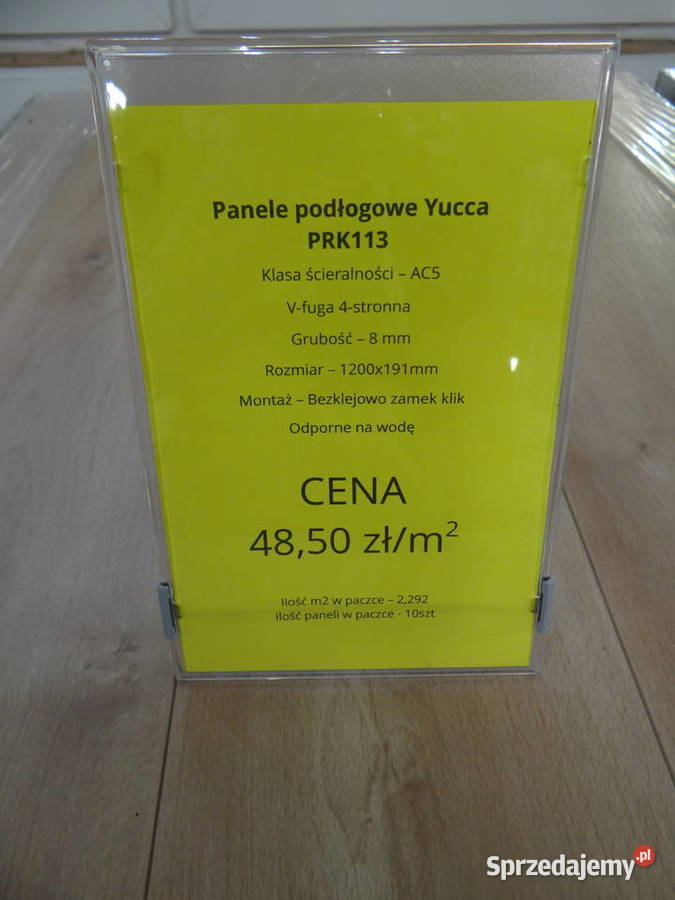 Panele podłogowe Yucca
PRK113
Klasa ścieralności – AC5
V-fuga 4-stronna
Grubość – 8 mm
Rozmiar – 1200x191mm
Montaż – Bezklejowo zamek klik
Odporne na wodę
CENA
48,50 zł/m²
Ilość m2 w paczce – 2,292
Ilość paneli w paczce - 10szt
Sprzedajemy.pl